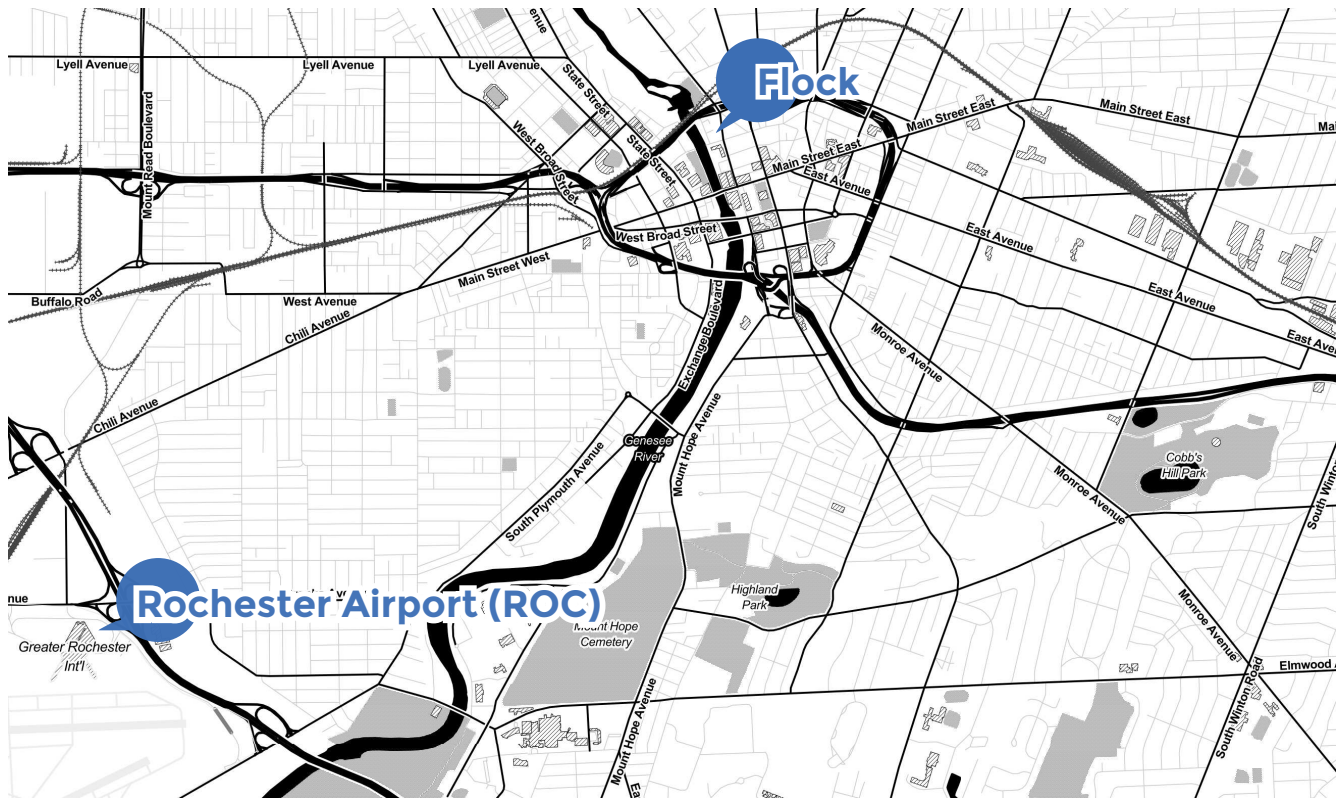 Lyell Avenue
Lyell Avenue
Lyell Avenue
State Street
Flock
Mount Read Boulevard
West Broad Street
State Street
Main Street East
Main Street East
Main Street East
East Avenue
West Broad Street
East Avenue
Main Street West
Buffalo Road
West Avenue
East Avenue
Chili Avenue
Exchange Boulevard
Monroe Avenue
East Ave
Chili Avenue
Genesee
River
Mount Hope Avenue
South Plymouth Avenue
Cobb's
Hill Park
Monroe Avenue
South Winton
Rochester Airport (ROC)
Highland
Park
Mount Hope
Cemetery
Greater Rochester
Int'l
Monroe Avenue
Elmwood A
Mount Hope Avenue
South Winton Road